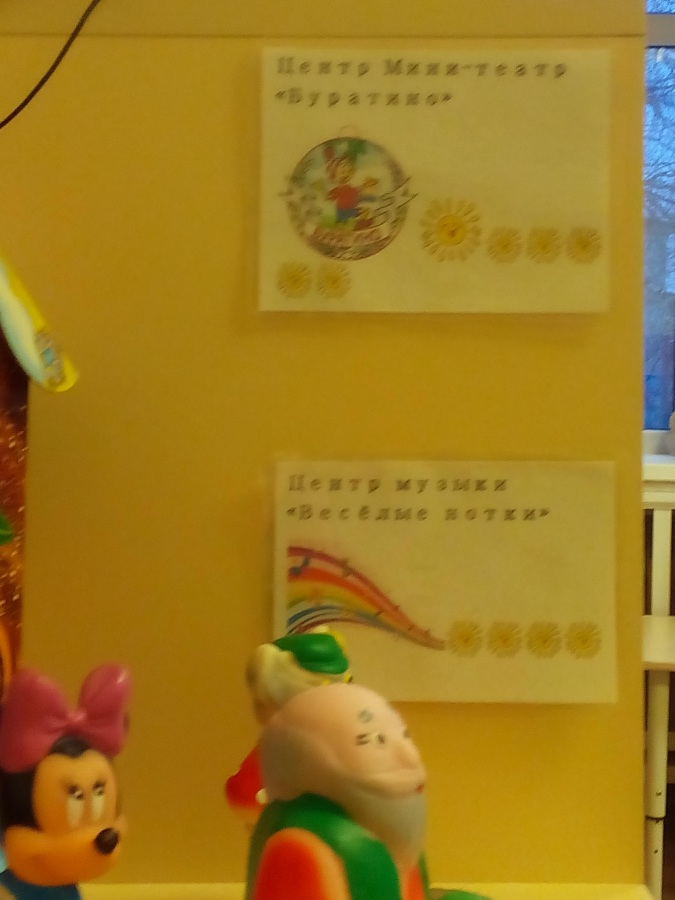 Центр Мини-театр
«Буратино»
Центр музыки
«Весёлые нотки»